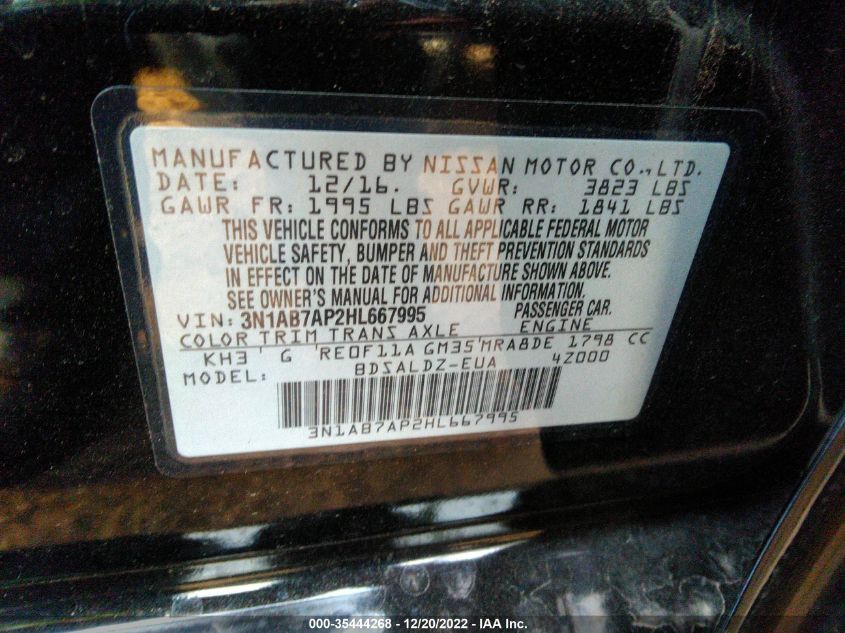 MANUFACTURED BY NISSAN MOTOR CO., LTD.
DATE: 12/16. GVWR: 3823 LBS
GAWR FR: 1995 LBS GAWR RR: 1841 LBS
THIS VEHICLE CONFORMS TO ALL APPLICABLE FEDERAL MOTOR
VEHICLE SAFETY, BUMPER AND THEFT PREVENTION STANDARDS
IN EFFECT ON THE DATE OF MANUFACTURE SHOWN ABOVE.
SEE OWNER'S MANUAL FOR ADDITIONAL INFORMATION.
VIN: 3N1AB7AP2HL667995 PASSENGER CAR.
COLOR TRIM TRANS AXLE ENGINE
KH3 G RE0F11A GM35 MRA8DE 1798 CC
MODEL: BDSALDZ-EUA 4Z000
3N1AB7AP2HL667995
000-35444268 - 12/20/2022 - IAA Inc.